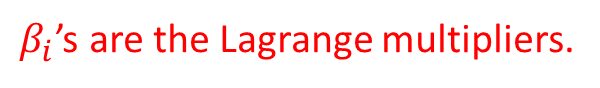 βᵢ’s are the Lagrange multipliers.